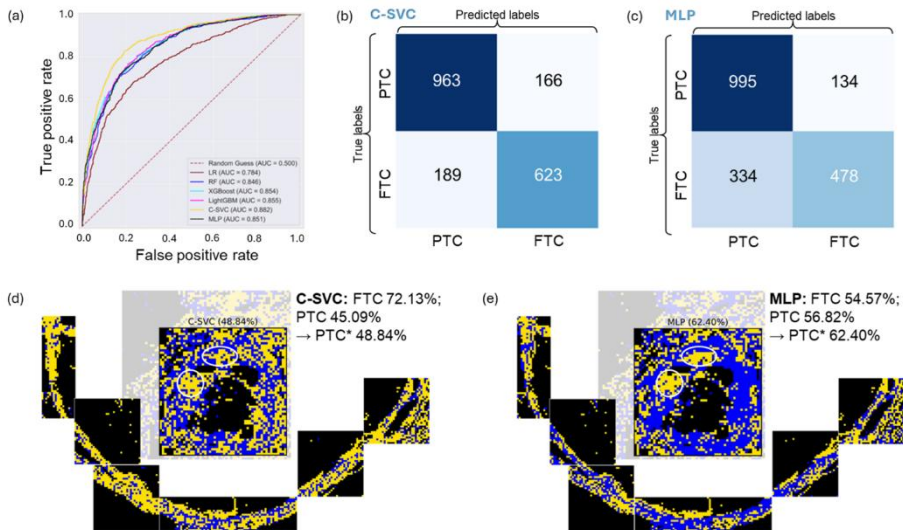 (a)
True positive rate
1.0
0.8
0.6
0.4
0.2
0.0
Random Guess (AUC = 0.500)
LR (AUC = 0.784)
RF (AUC = 0.846)
XGBoost (AUC = 0.854)
LightGBM (AUC = 0.855)
C-SVC (AUC = 0.882)
MLP (AUC = 0.851)
0.0 0.2 0.4 0.6 0.8 1.0
False positive rate
(b)
C-SVC
Predicted labels
True labels
PTC
963 166
FTC
189 623
PTC FTC
(c)
MLP
Predicted labels
True labels
PTC
995 134
FTC
334 478
PTC FTC
(d)
C-SVC (48.84%)
C-SVC: FTC 72.13%;
PTC 45.09%
→ PTC* 48.84%
(e)
MLP (62.40%)
MLP: FTC 54.57%;
PTC 56.82%
→ PTC* 62.40%